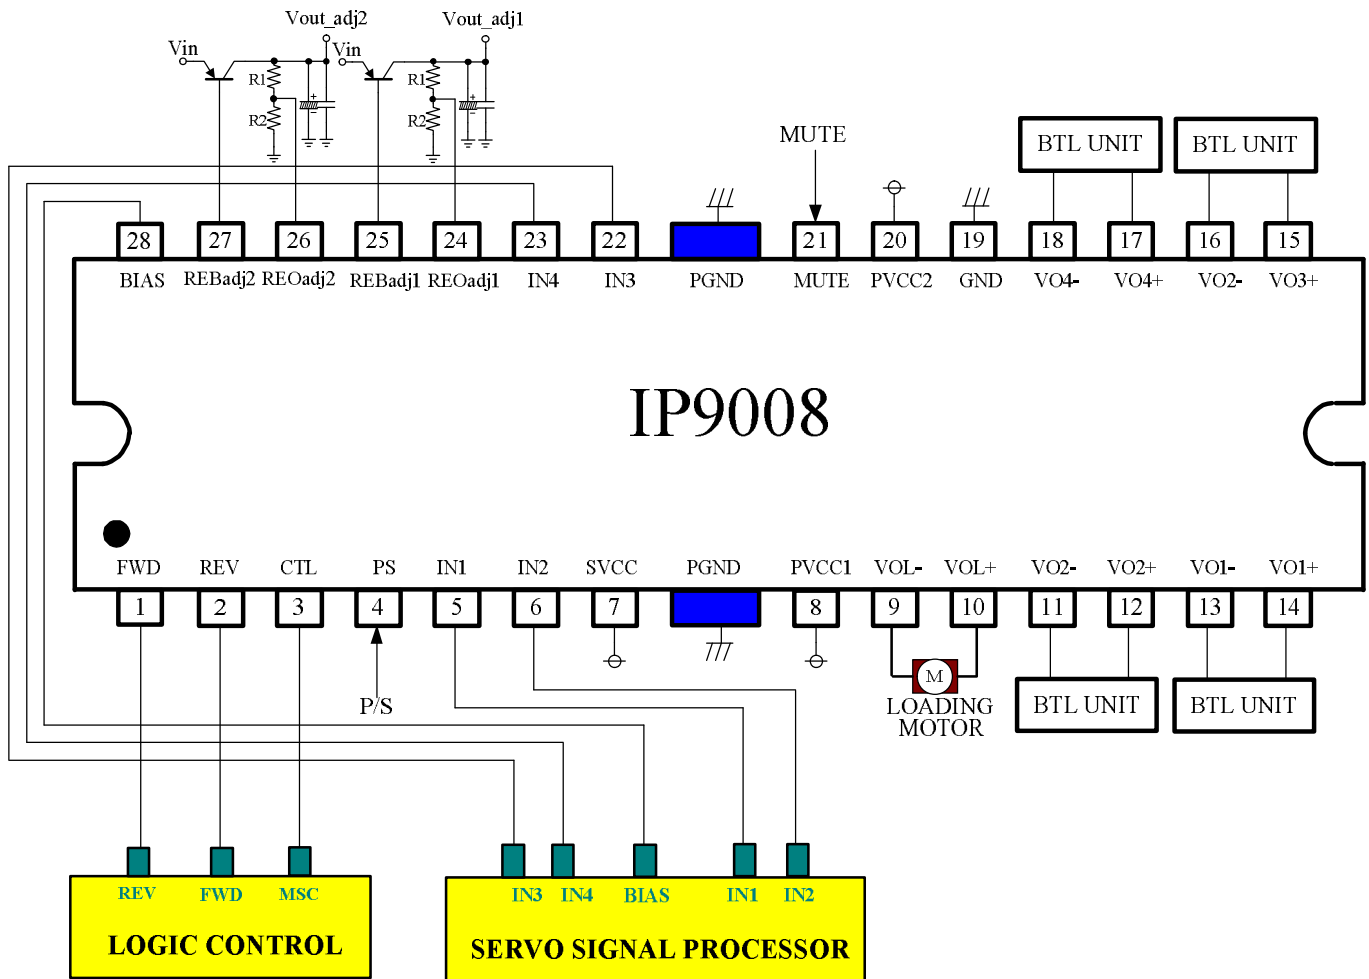 Vout_adj2
Vout_adj1
Vin
Vin
R1
R1
+
+
-
-
R2
R2
MUTE
BTL UNIT
BTL UNIT
28
27
26
25
24
23
22
21
20
19
18
17
16
15
BIAS
REBadj2
REOadj2
REBadj1
REOadj1
IN4
IN3
PGND
MUTE
PVCC2
GND
VO4-
VO4+
VO2-
VO3+
IP9008
FWD
REV
CTL
PS
IN1
IN2
SVCC
PGND
PVCC1
VOL-
VOL+
VO2-
VO2+
VO1-
VO1+
1
2
3
4
5
6
7
8
9
10
11
12
13
14
P/S
M
LOADING
MOTOR
BTL UNIT
BTL UNIT
REV
FWD
MSC
IN3
IN4
BIAS
IN1
IN2
LOGIC CONTROL
SERVO SIGNAL PROCESSOR